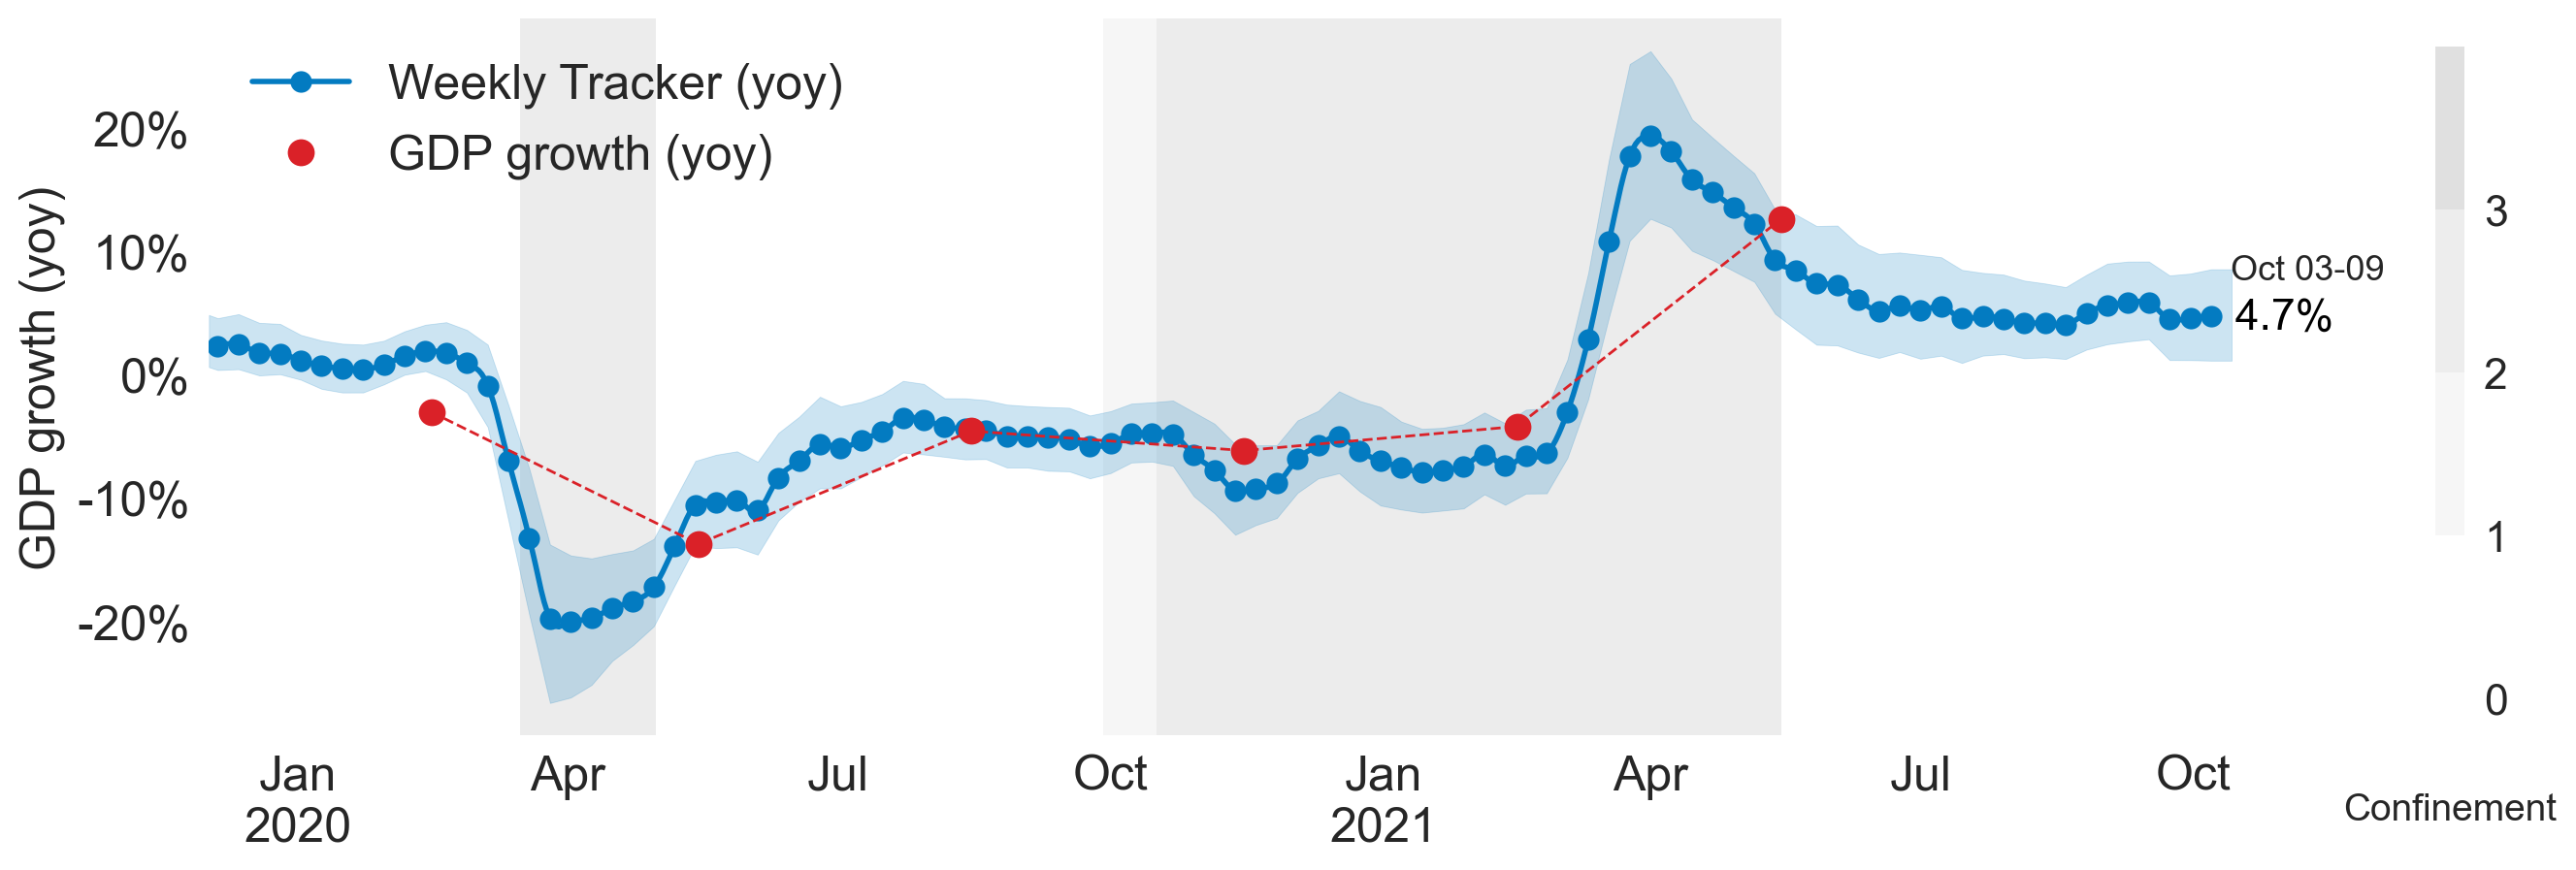 Weekly Tracker (yoy)
GDP growth (yoy)
GDP growth (yoy)
20%
10%
0%
-10%
-20%
Oct 03-09
4.7%
3
2
1
0
Confinement
Jan Apr Jul Oct Jan Apr Jul Oct
2020 2021